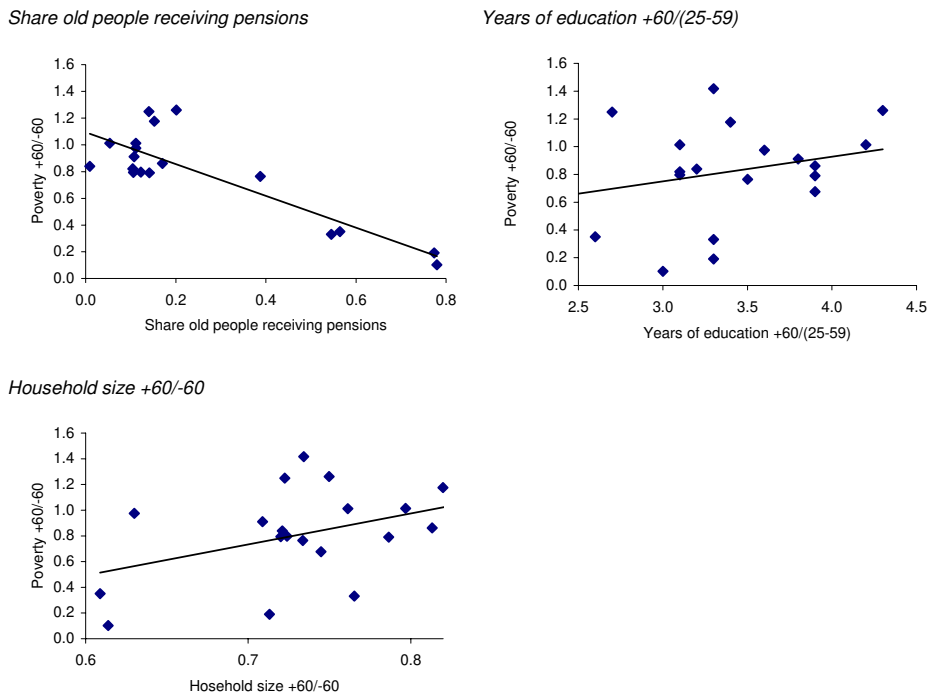 Share old people receiving pensions
Poverty +60/-60
1.6
1.4
1.2
1.0
0.8
0.6
0.4
0.2
0.0
0.0 0.2 0.4 0.6 0.8
Share old people receiving pensions
Years of education +60/(25-59)
Poverty +60/-60
1.6
1.4
1.2
1.0
0.8
0.6
0.4
0.2
0.0
2.5 3.0 3.5 4.0 4.5
Years of education +60/(25-59)
Household size +60/-60
Poverty +60/-60
1.6
1.4
1.2
1.0
0.8
0.6
0.4
0.2
0.0
0.6 0.7 0.8
Hosehold size +60/-60